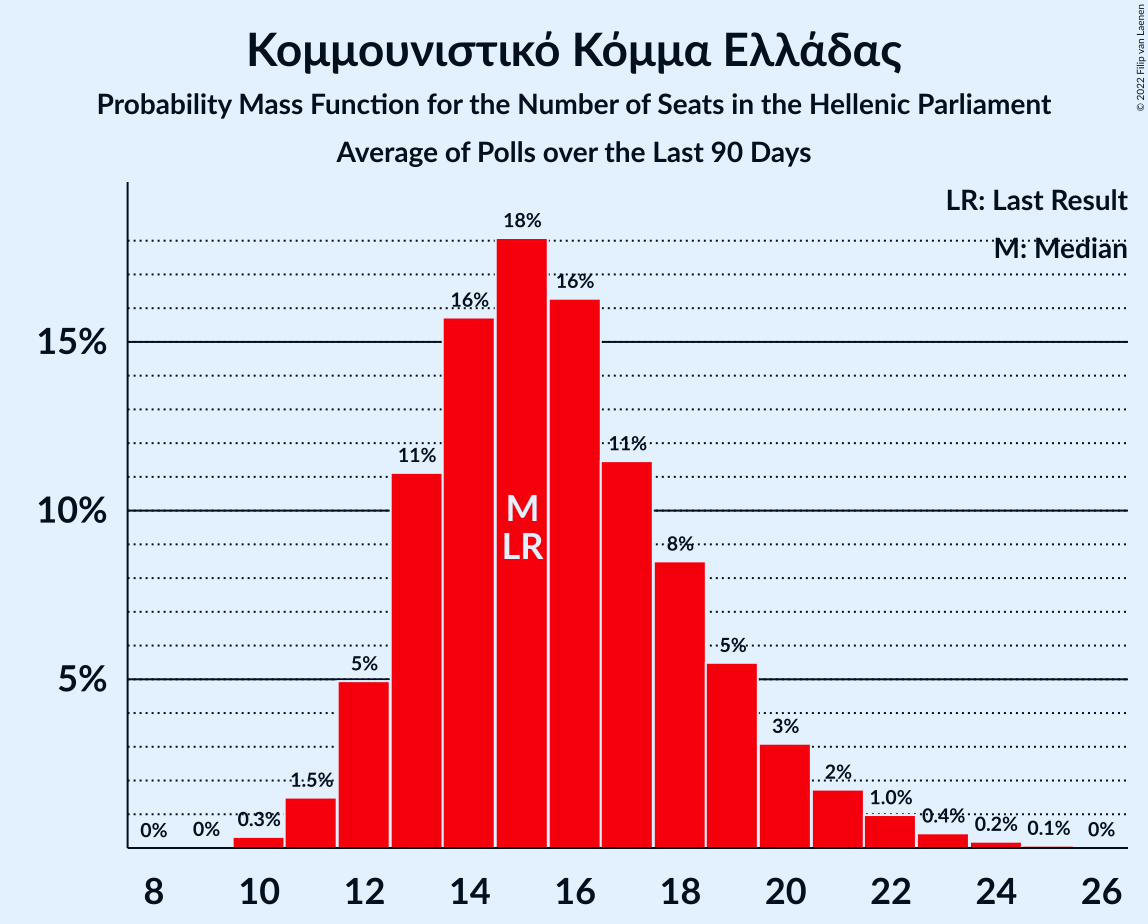 © 2022 Filip van Laenen
Κομμουνιστικό Κόμμα Ελλάδας
Probability Mass Function for the Number of Seats in the Hellenic Parliament
Average of Polls over the Last 90 Days
LR: Last Result
M: Median
18%
16%
16%
15%
11%
11%
10%
M
LR
8%
5%
5%
5%
3%
2%
1.5%
1.0%
0.3%
0.4%
0.2%
0.1%
0%
0%
0%
8 10 12 14 16 18 20 22 24 26